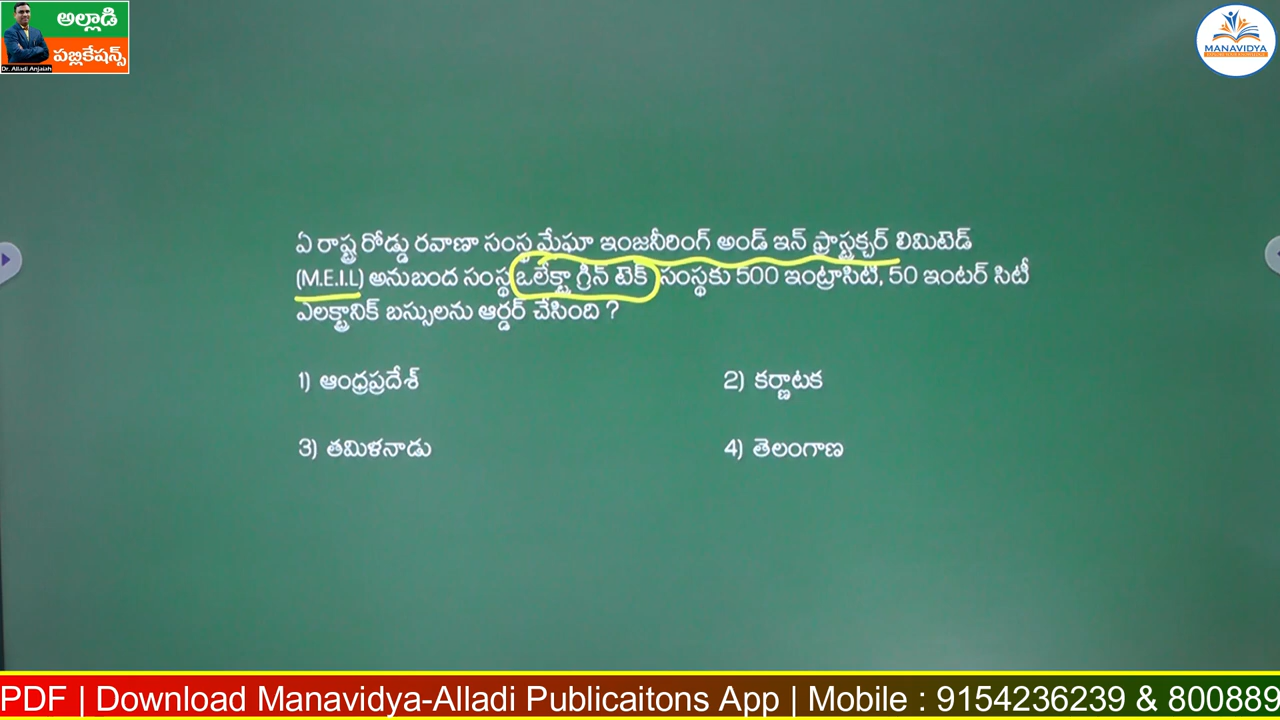 అల్లాడి
పబ్లికేషన్స్
Dr. Alladi Anjaiah
MANAVIDYA
ఏ రాష్ట్ర రోడ్డు రవాణా సంస్థ మేఘా ఇంజనీరింగ్ అండ్ ఇన్ ఫ్రాస్ట్రక్చర్ లిమిటెడ్
(M.E.I.L) అనుబంద సంస్థ ఒలేక్ట్రా గ్రీన్ టెక్ సంస్థకు 500 ఇంట్రాసిటీ, 50 ఇంటర్ సిటీ
ఎలక్ట్రానిక్ బస్సులను ఆర్డర్ చేసింది ?
1) ఆంధ్రప్రదేశ్ 2) కర్ణాటక
3) తమిళనాడు 4) తెలంగాణ
PDF | Download Manavidya-Alladi Publicaitons App | Mobile : 9154236239 & 800889